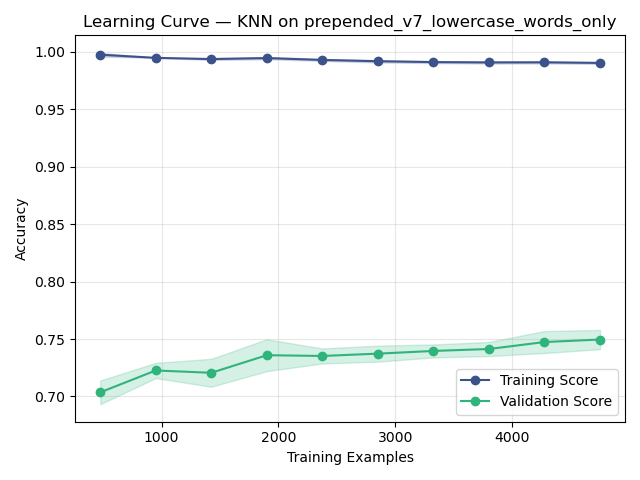 Learning Curve — KNN on prepended_v7_lowercase_words_only
1.00
0.95
0.90
0.85
0.80
0.75
0.70
Accuracy
Training Score
Validation Score
1000
2000
3000
4000
Training Examples